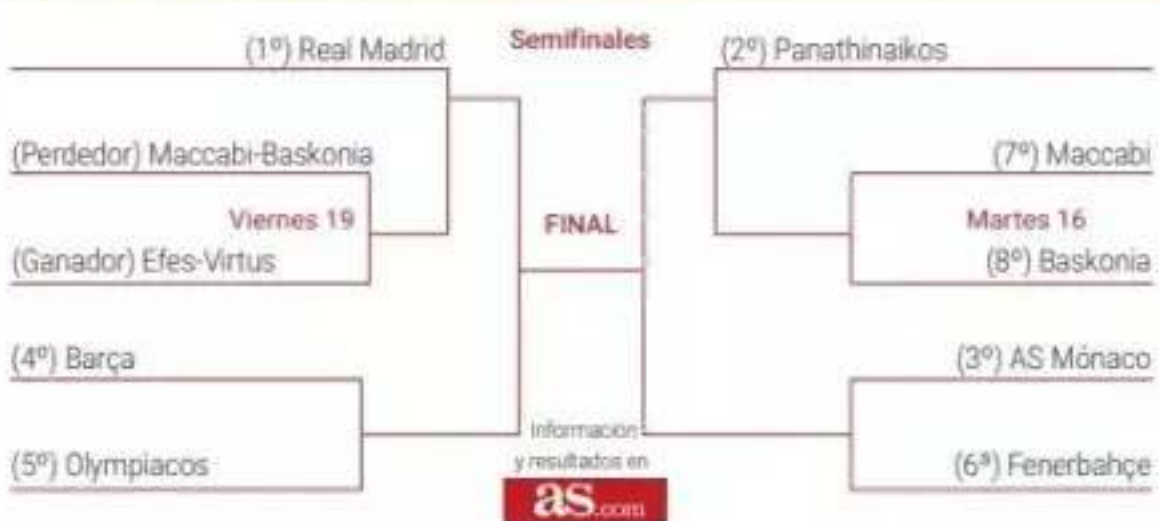 (1º) Real Madrid
Semifinales
(2º) Panathinaikos
(Perdedor) Maccabi-Baskonia
(7º) Maccabi
Viernes 19
FINAL
Martes 16
(Ganador) Efes-Virtus
(8º) Baskonia
(4º) Barça
(3º) AS Mónaco
Información
y resultados en
(5º) Olympiacos
(6ª) Fenerbahçe
as.com